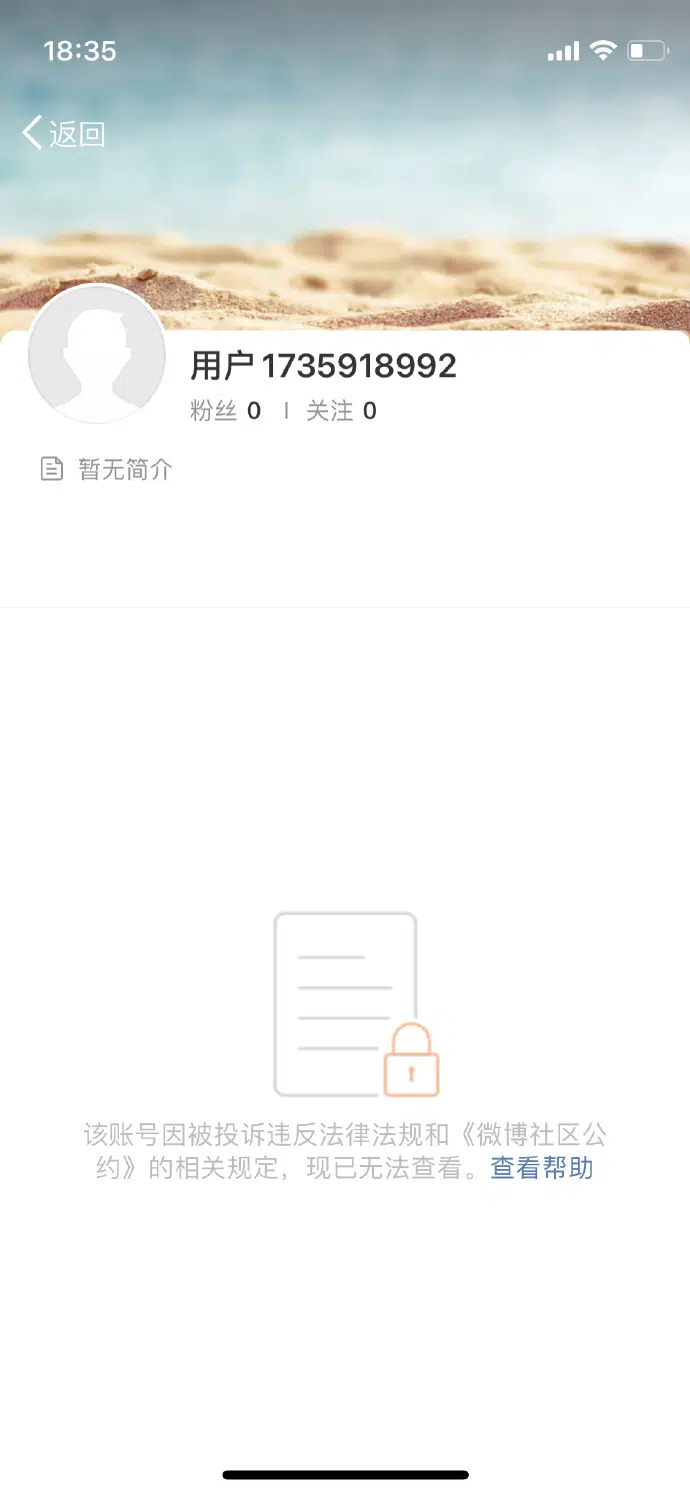 18:35
返回
用户1735918992
粉丝 0 | 关注 0
暂无简介
该账号因被投诉违反法律法规和《微博社区公
约》的相关规定，现已无法查看。查看帮助